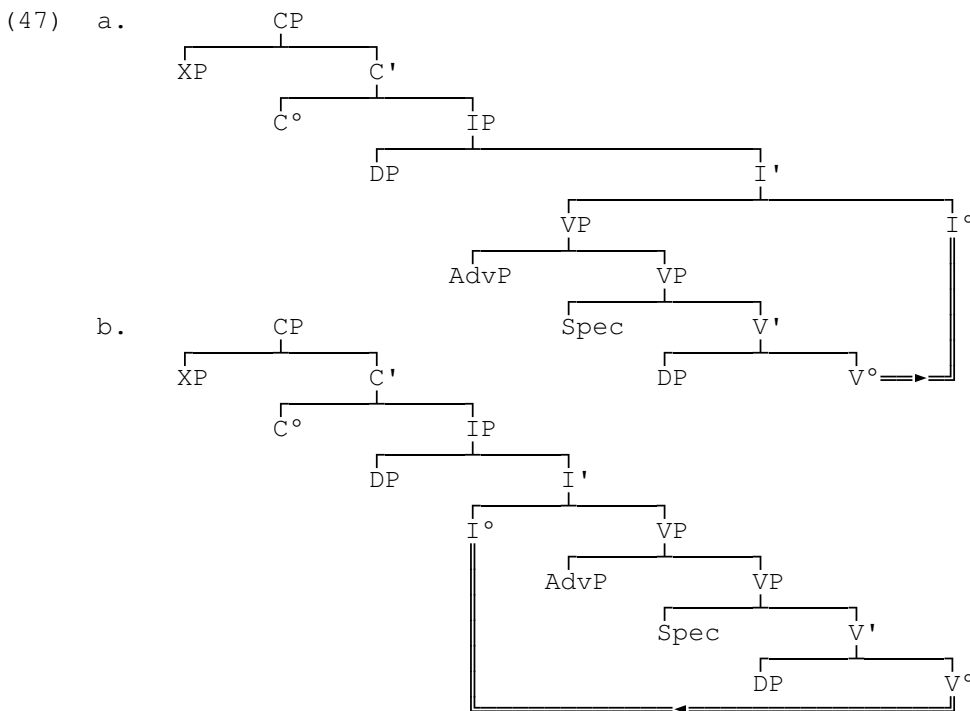 (47) a. CP
XP C'
C° IP
DP I'
VP I°
AdvP VP
b. CP Spec V'
XP C' DP V°
C° IP
DP I'
I° VP
AdvP VP
Spec V'
DP V°